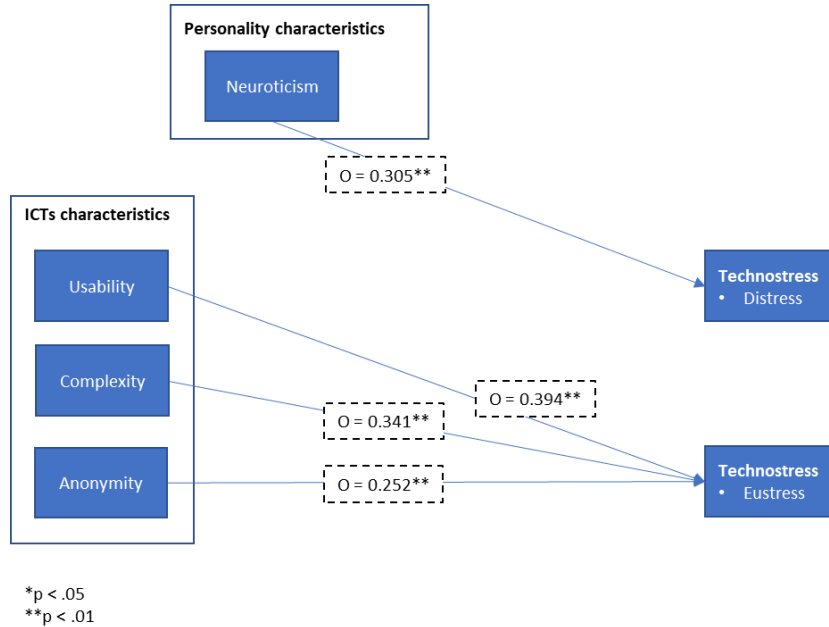 Personality characteristics
Neuroticism
O = 0.305**
ICTs characteristics
Usability
Technostress
• Distress
Complexity
O = 0.394**
O = 0.341**
Anonymity
O = 0.252**
Technostress
• Eustress
*p < .05
**p < .01